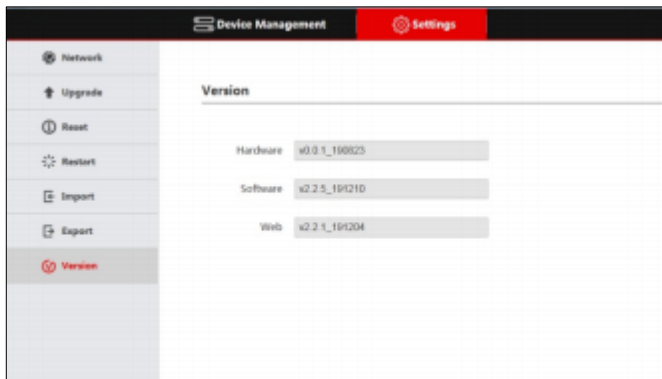 Device Management
Settings
Network
Upgrade
Reset
Restart
Import
Export
Version
Version
Hardware v0.0.1_190823
Software v2.2.5_191210
Web v2.2.1_191204